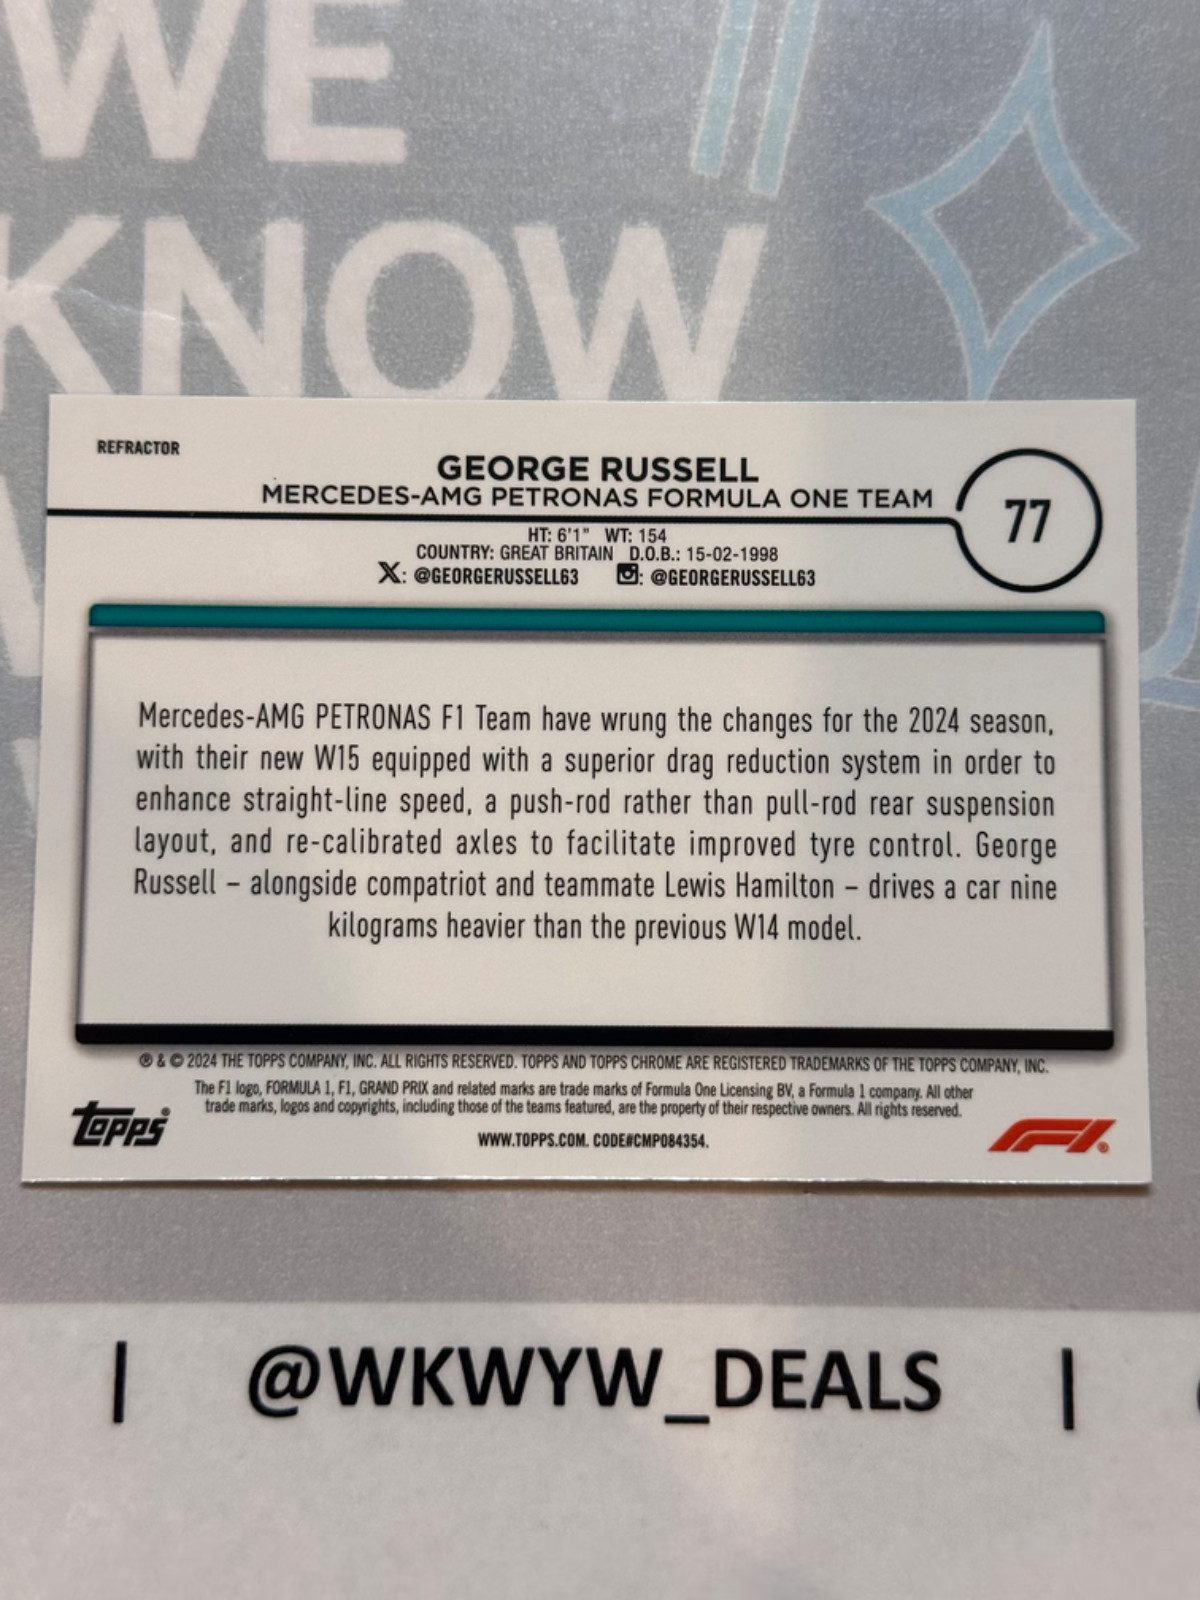 WE
KNOW
REFRACTOR
GEORGE RUSSELL
MERCEDES-AMG PETRONAS FORMULA ONE TEAM
77
HT: 6'1" WT: 154
COUNTRY: GREAT BRITAIN D.O.B.: 15-02-1998
X: @GEORGERUSSELL63 : @GEORGERUSSELL63
Mercedes-AMG PETRONAS F1 Team have wrung the changes for the 2024 season,
with their new W15 equipped with a superior drag reduction system in order to
enhance straight-line speed, a push-rod rather than pull-rod rear suspension
layout, and re-calibrated axles to facilitate improved tyre control. George
Russell – alongside compatriot and teammate Lewis Hamilton – drives a car nine
kilograms heavier than the previous W14 model.
® & © 2024 THE TOPPS COMPANY, INC. ALL RIGHTS RESERVED. TOPPS AND TOPPS CHROME ARE REGISTERED TRADEMARKS OF THE TOPPS COMPANY, INC.
The F1 logo, FORMULA 1, F1, GRAND PRIX and related marks are trade marks of Formula One Licensing BV, a Formula 1 company. All other
trade marks, logos and copyrights, including those of the teams featured, are the property of their respective owners. All rights reserved.
topps®
WWW.TOPPS.COM. CODE#CMP084354.
F1®
| @WKWYW_DEALS |